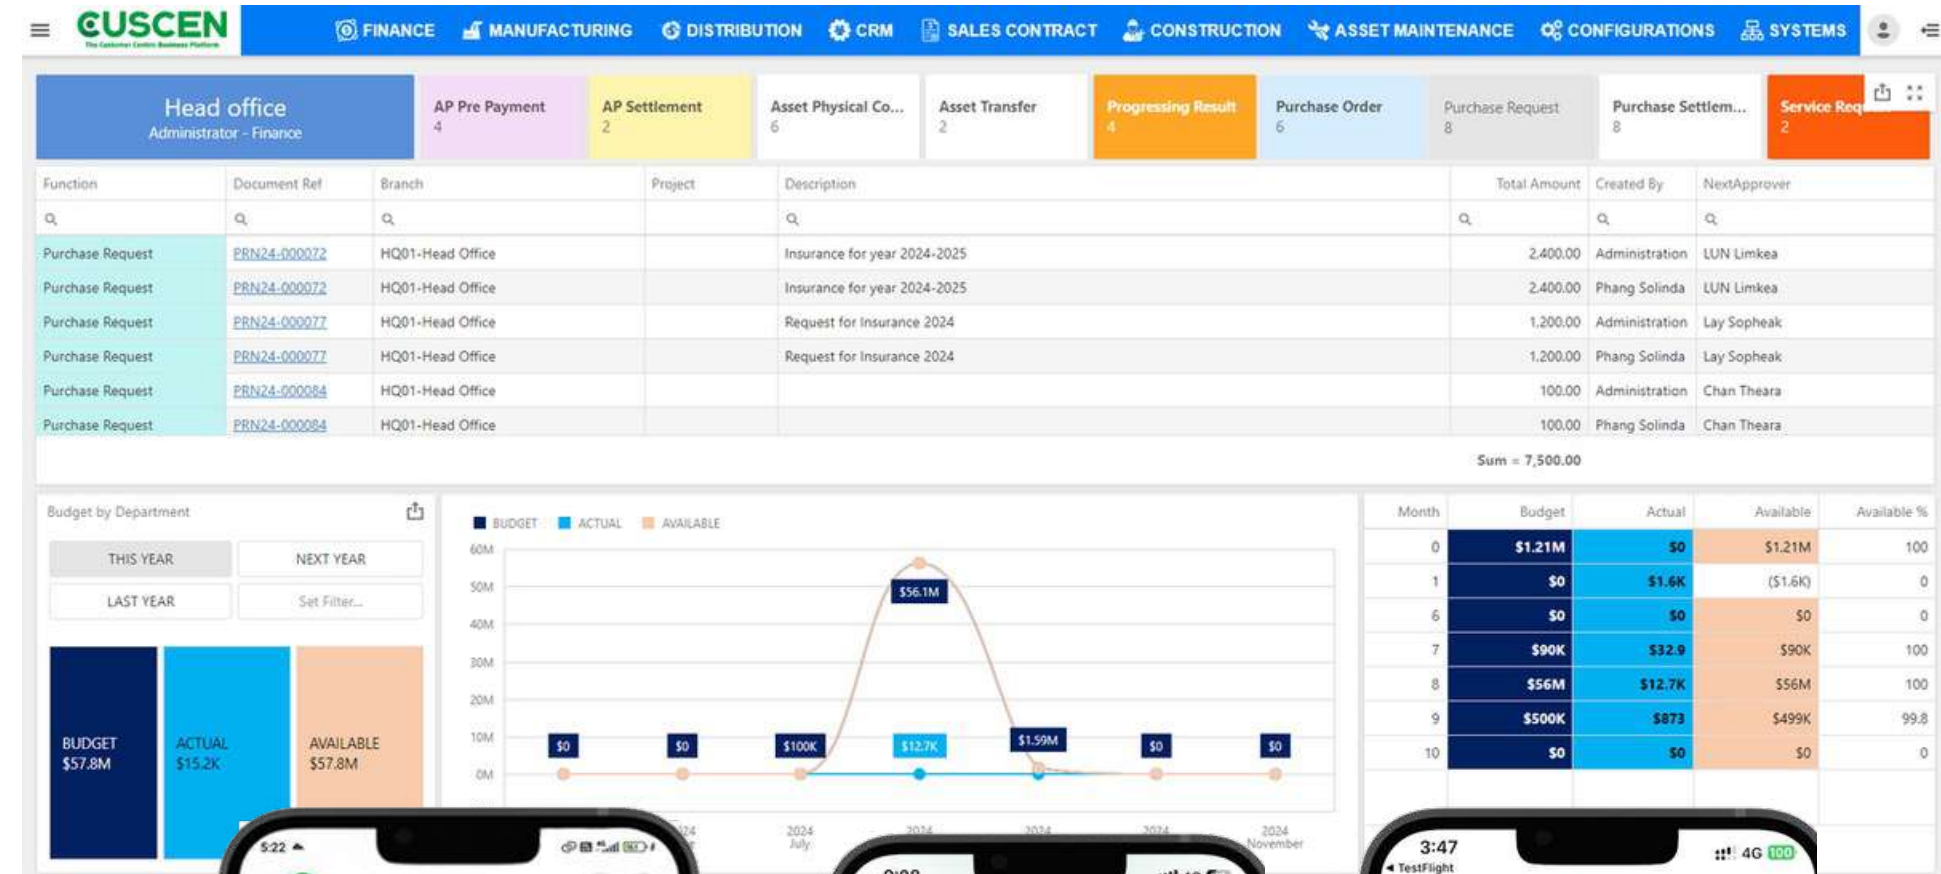 CUSCEN
The Customer Centric Business Platform
FINANCE MANUFACTURING DISTRIBUTION CRM SALES CONTRACT CONSTRUCTION ASSET MAINTENANCE CONFIGURATIONS SYSTEMS
Head office
Administrator - Finance
AP Pre Payment
4
AP Settlement
2
Asset Physical Co...
6
Asset Transfer
2
Progressing Result
4
Purchase Order
6
Purchase Request
8
Purchase Settlem...
8
Service Req
2
Function Document Ref Branch Project Description Total Amount Created By NextApprover
Purchase Request PRN24-000072 HQ01-Head Office Insurance for year 2024-2025 2,400.00 Administration LUN Limkea
Purchase Request PRN24-000072 HQ01-Head Office Insurance for year 2024-2025 2,400.00 Phang Solinda LUN Limkea
Purchase Request PRN24-000077 HQ01-Head Office Request for Insurance 2024 1,200.00 Administration Lay Sopheak
Purchase Request PRN24-000077 HQ01-Head Office Request for Insurance 2024 1,200.00 Phang Solinda Lay Sopheak
Purchase Request PRN24-000084 HQ01-Head Office 100.00 Administration Chan Theara
Purchase Request PRN24-000084 HQ01-Head Office 100.00 Phang Solinda Chan Theara
Sum = 7,500.00
Budget by Department
THIS YEAR NEXT YEAR
LAST YEAR Set Filter...
BUDGET
$57.8M
ACTUAL
$15.2K
AVAILABLE
$57.8M
BUDGET ACTUAL AVAILABLE
60M
50M
$56.1M
40M
30M
20M
10M
$0 $0 $100K $12.7K $1.59M $0 $0
0M
2024 2024 2024 2024 2024
July November
Month Budget Actual Available Available %
0 $1.21M $0 $1.21M 100
1 $0 $1.6K ($1.6K) 0
6 $0 $0 $0 0
7 $90K $32.9 $90K 100
8 $56M $12.7K $56M 100
9 $500K $873 $499K 99.8
10 $0 $0 $0 0
5:22
3:47
4G 100
TestFlight